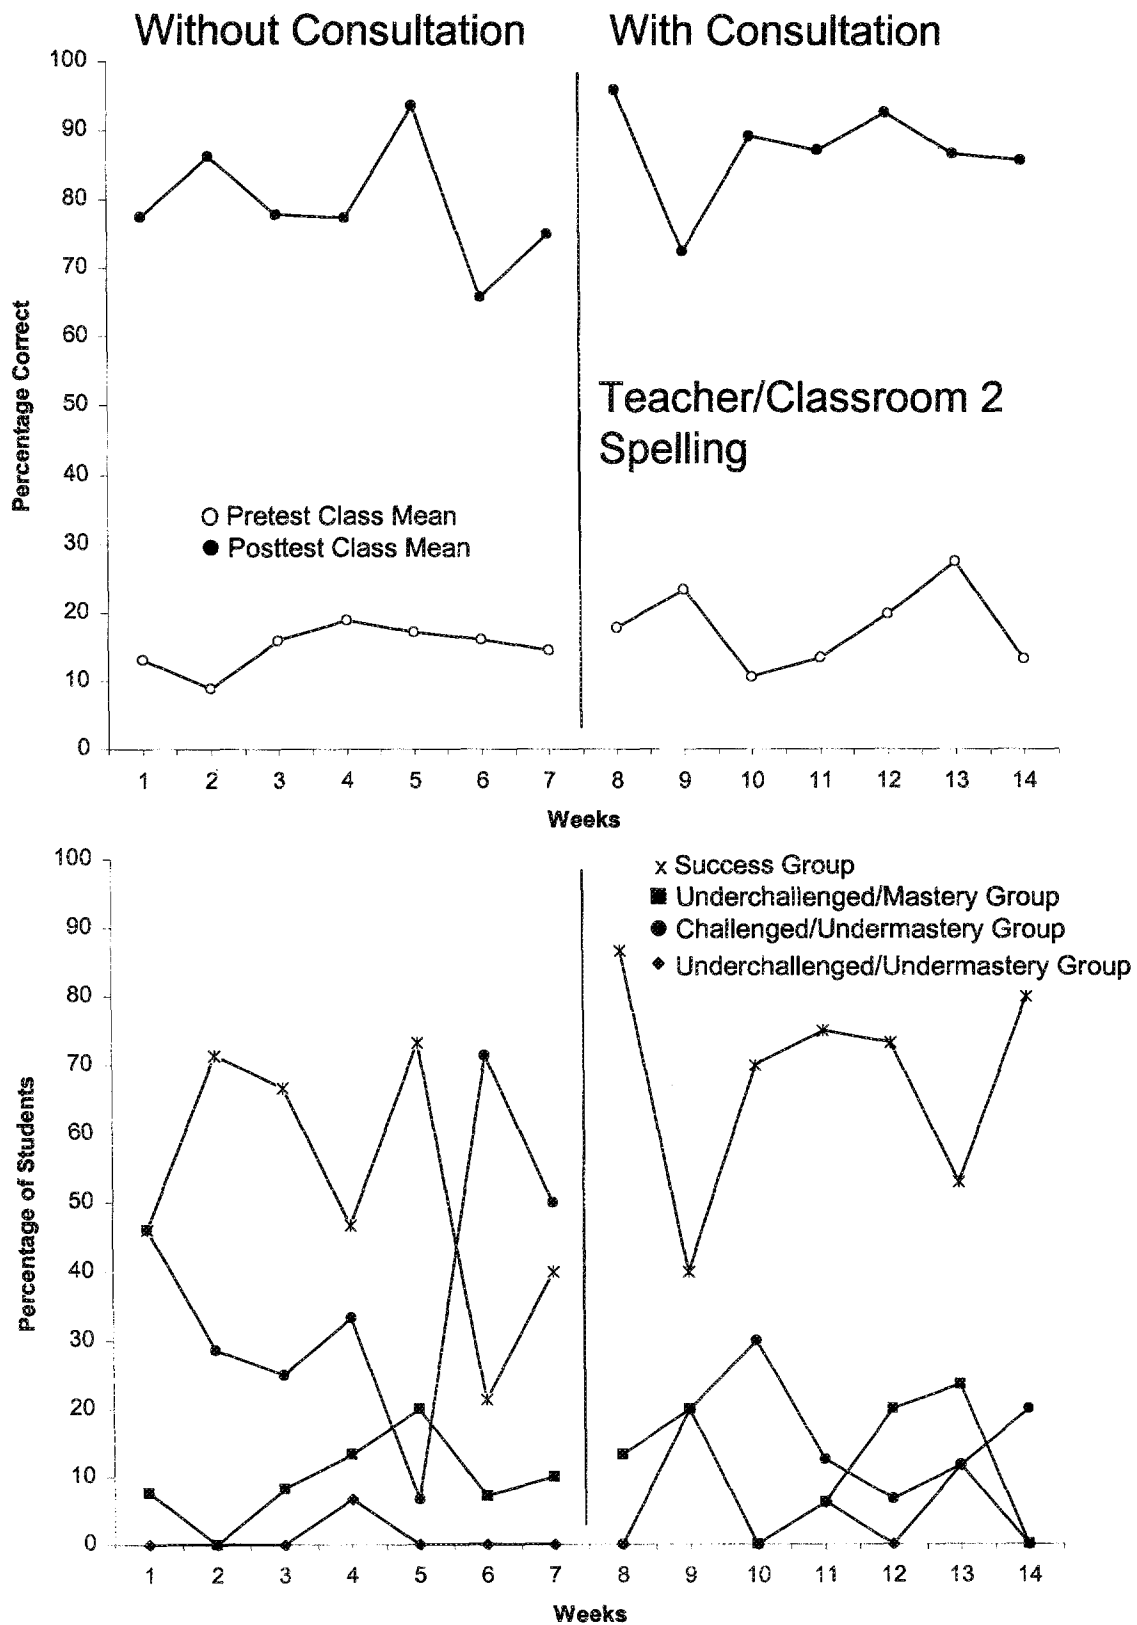 Without Consultation
With Consultation
100
90
80
70
60
50
40
30
20
10
0
Percentage Correct
Teacher/Classroom 2
Spelling
Pretest Class Mean
Posttest Class Mean
1 2 3 4 5 6 7 8 9 10 11 12 13 14
Weeks
100
90
80
70
60
50
40
30
20
10
0
Percentage of Students
Success Group
Underchallenged/Mastery Group
Challenged/Undermastery Group
Underchallenged/Undermastery Group
1 2 3 4 5 6 7 8 9 10 11 12 13 14
Weeks